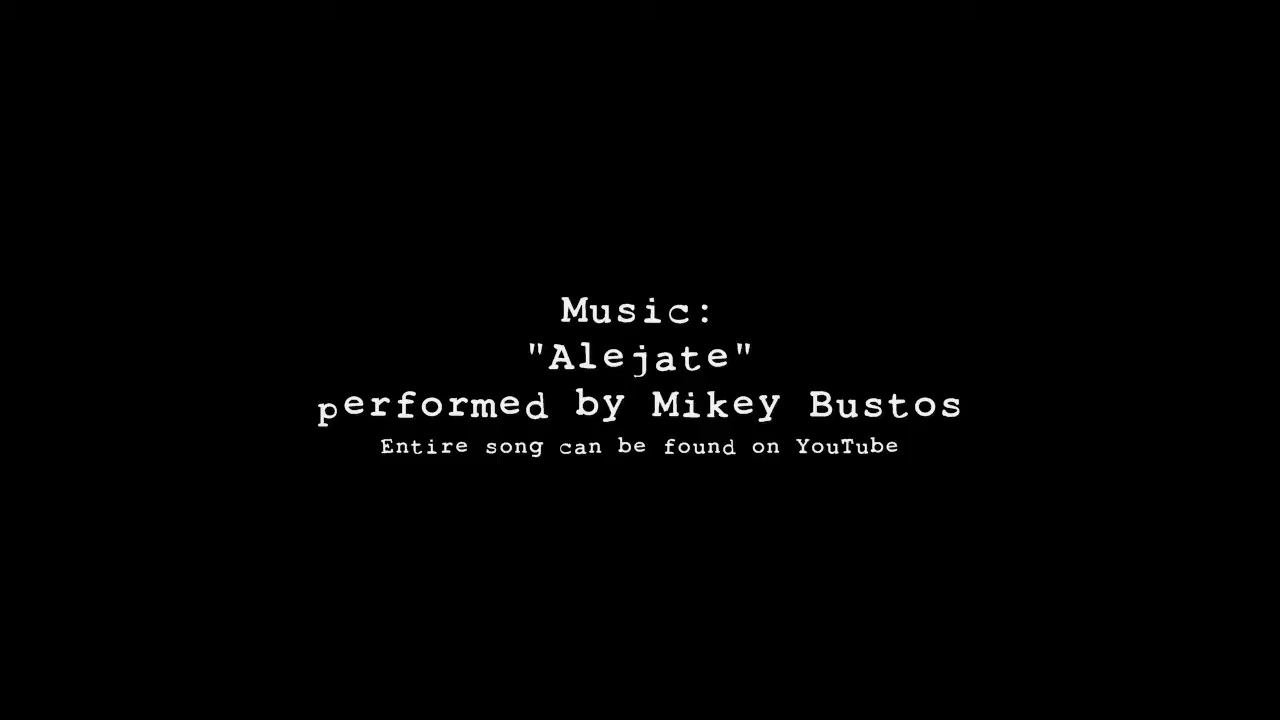 Music:
"Alejate"
performed by Mikey Bustos
Entire song can be found on YouTube